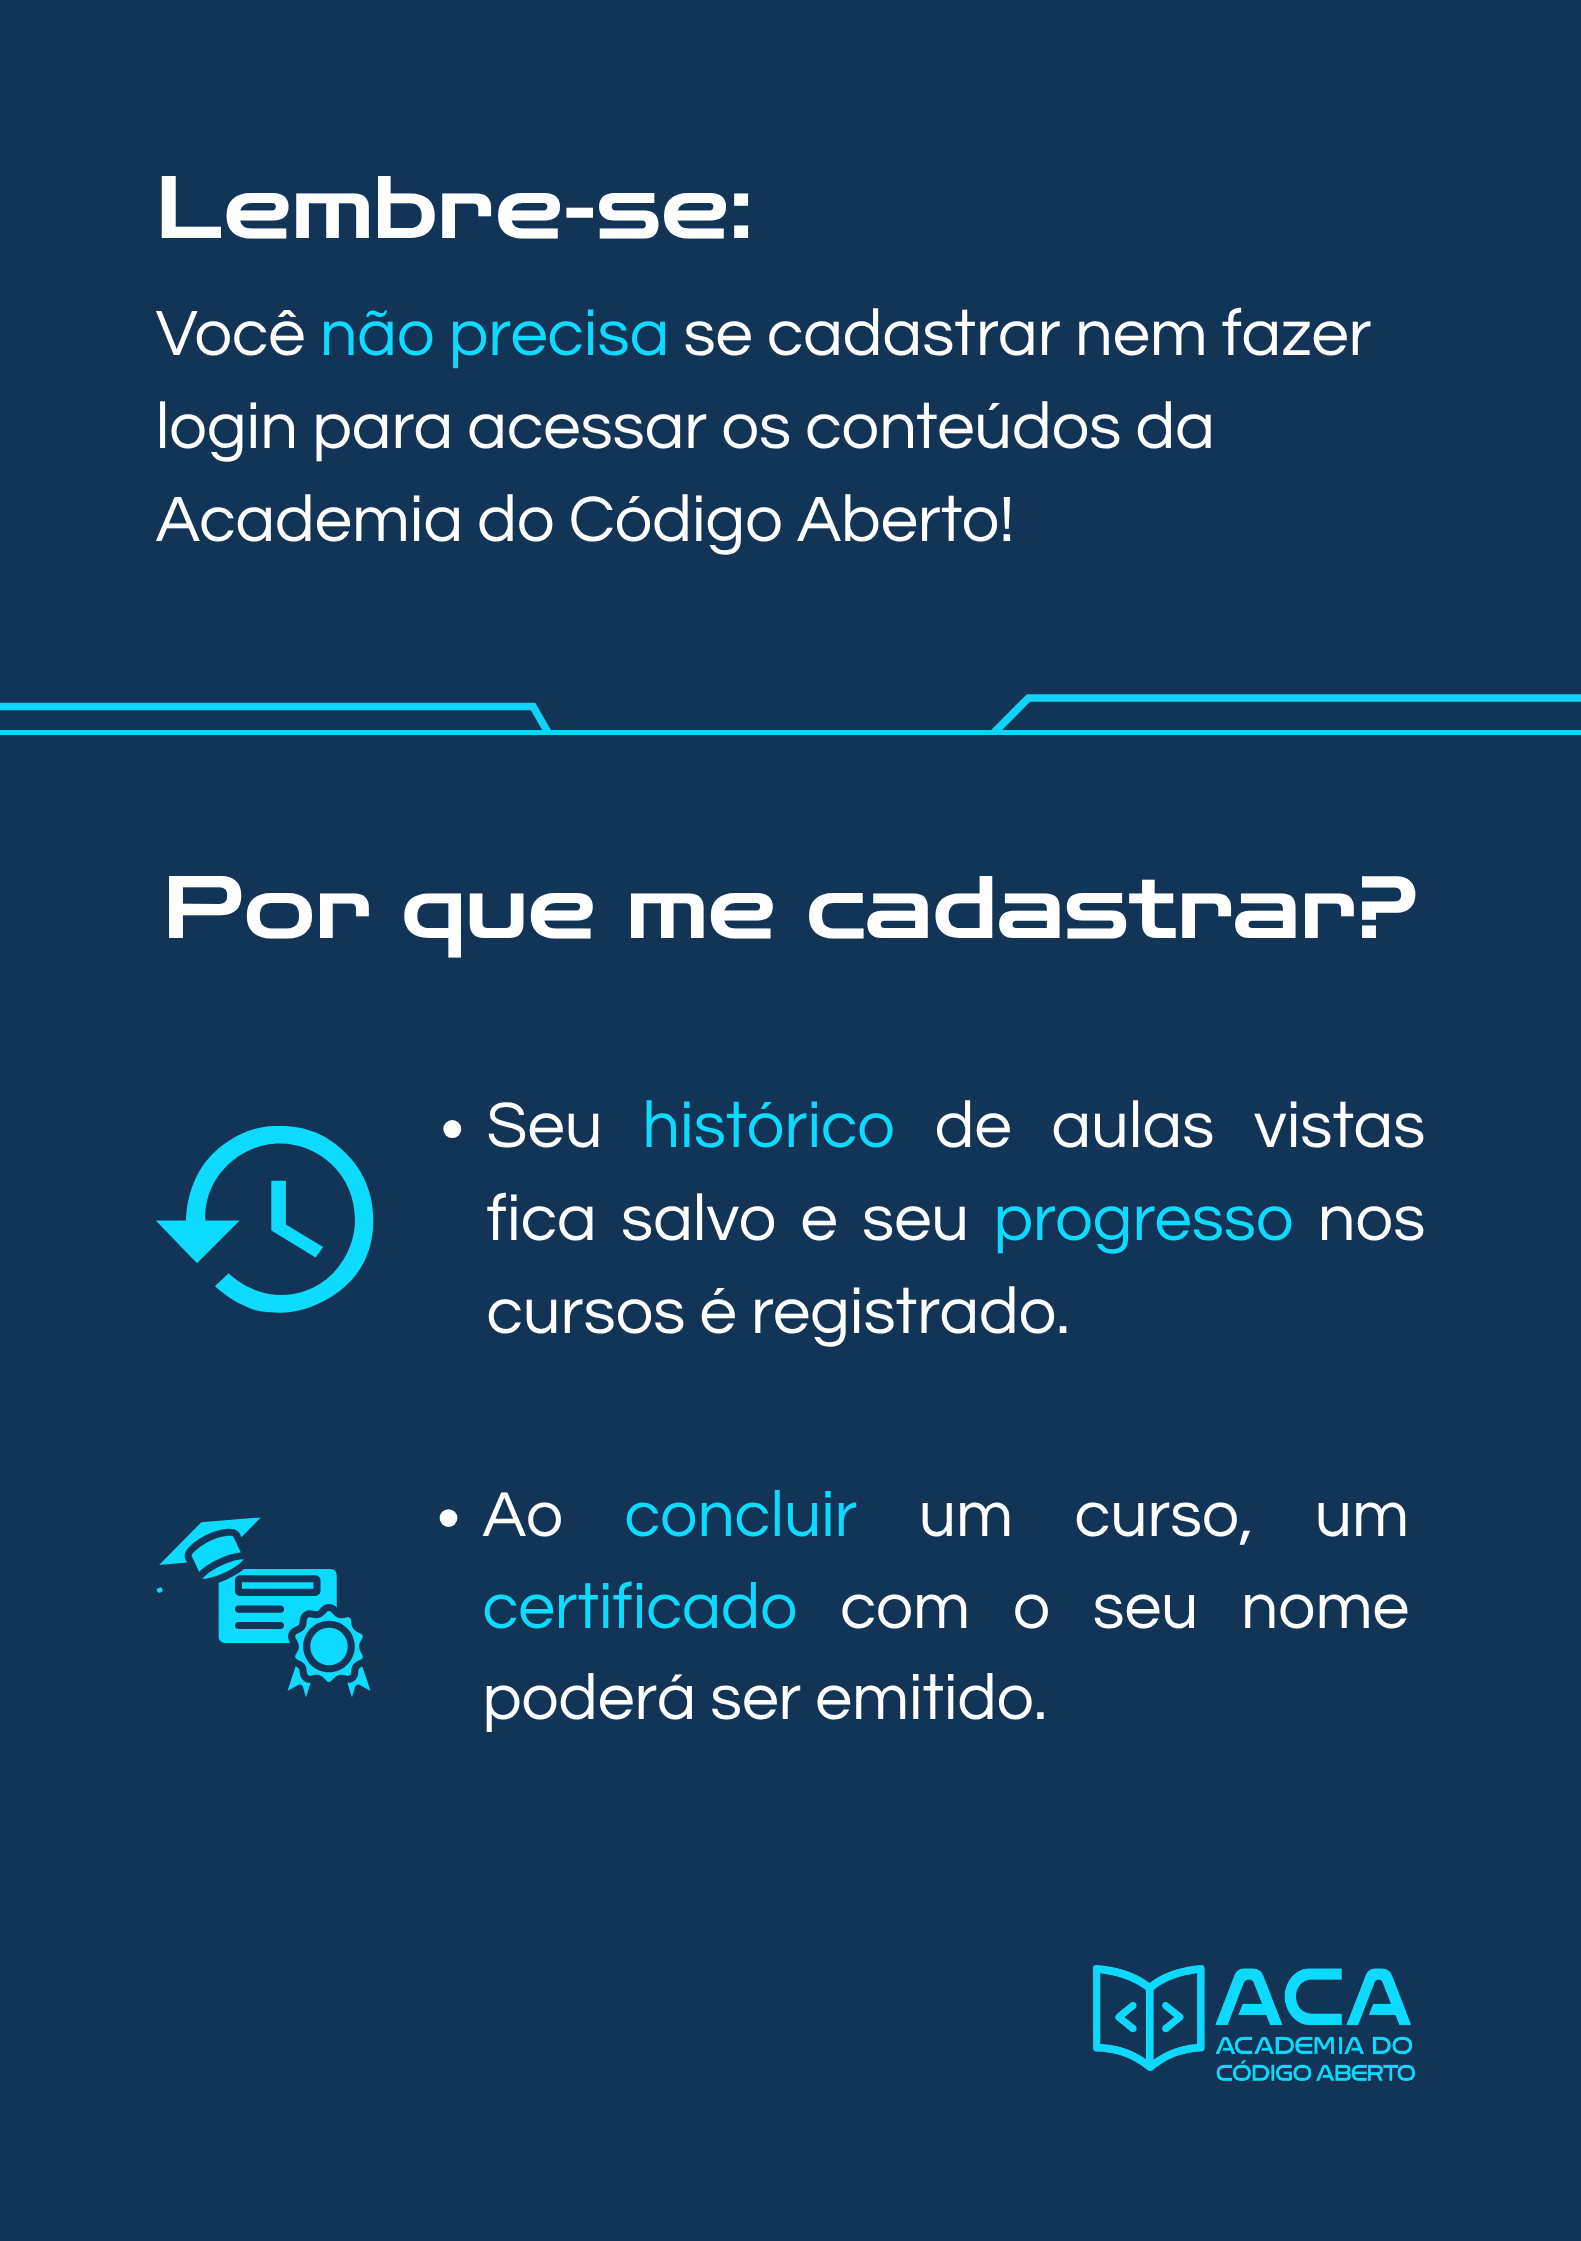 Lembre-se:
Você não precisa se cadastrar nem fazer
login para acessar os conteúdos da
Academia do Código Aberto!
Por que me cadastrar?
• Seu histórico de aulas vistas
fica salvo e seu progresso nos
cursos é registrado.
• Ao concluir um curso, um
certificado com o seu nome
poderá ser emitido.
<> ACA
ACADEMIA DO
CÓDIGO ABERTO